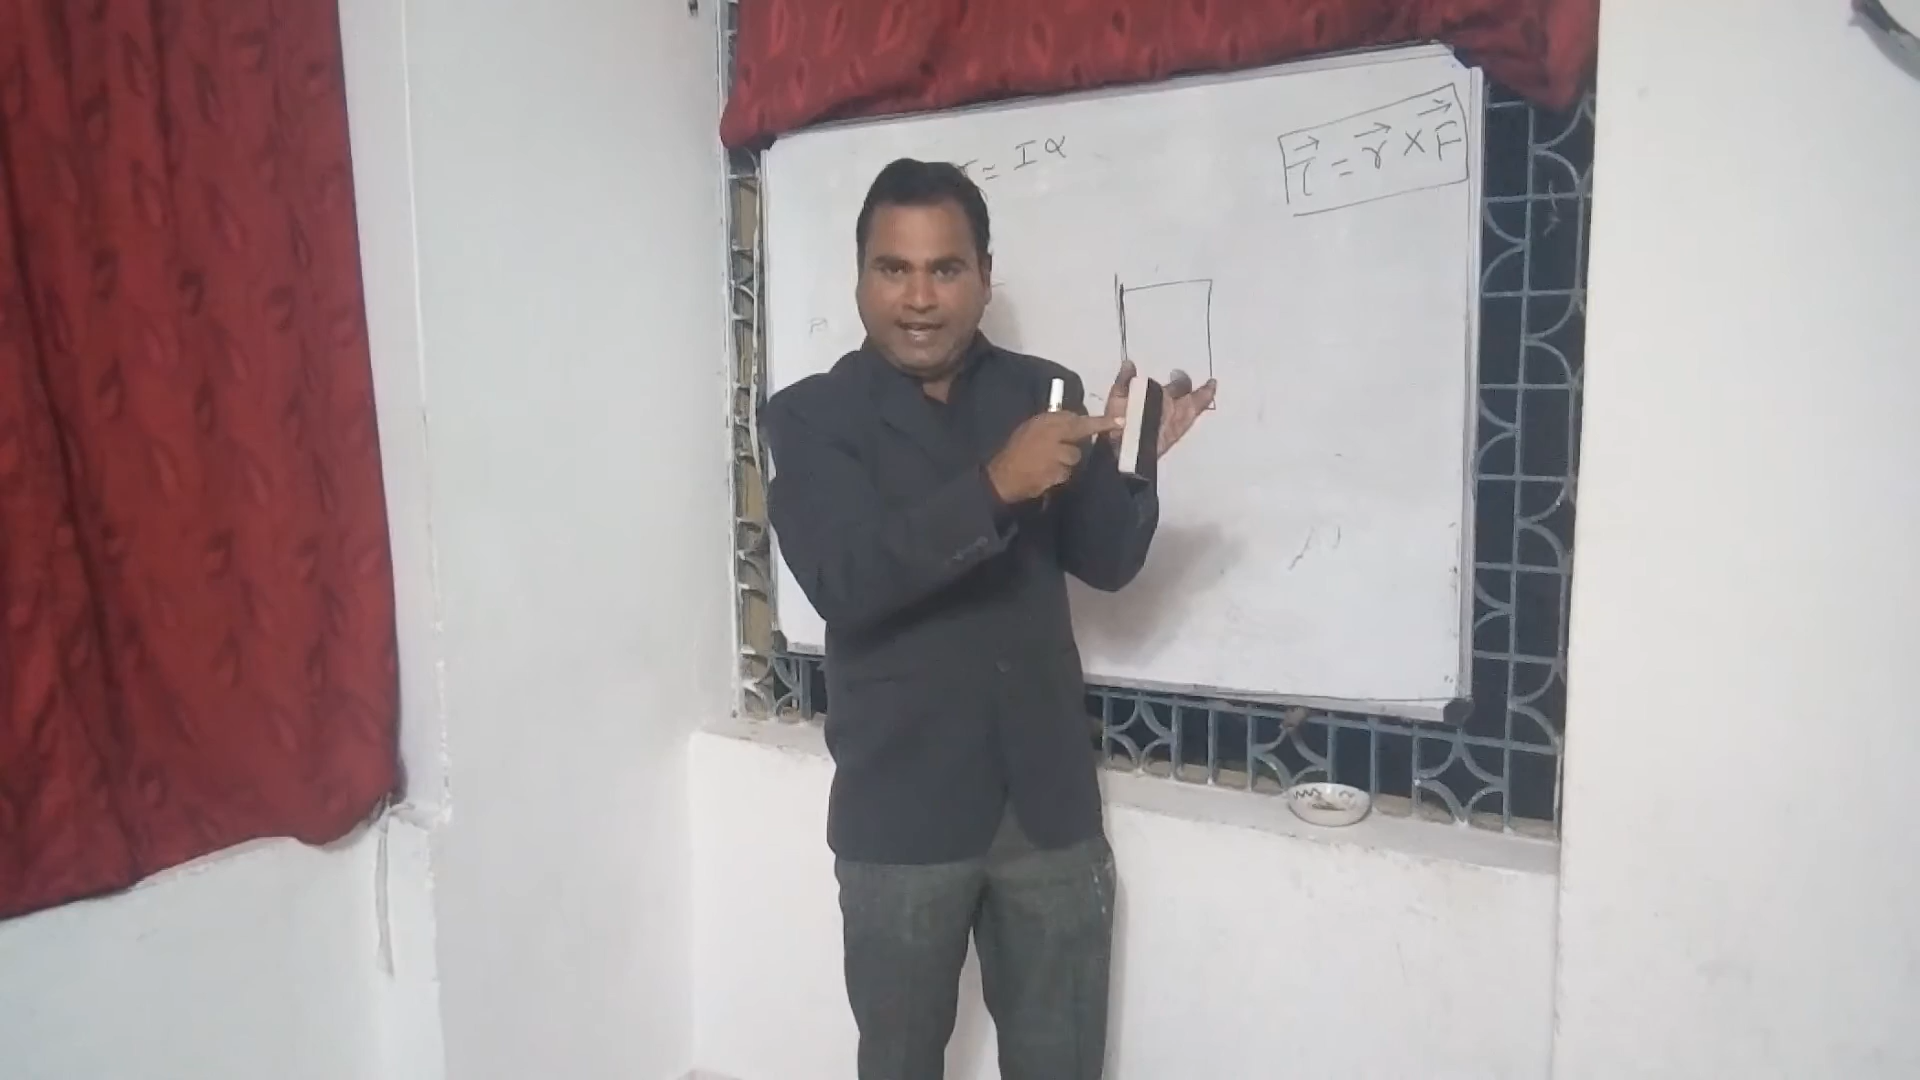 τ = Iα
τ⃗ = r⃗ × F⃗